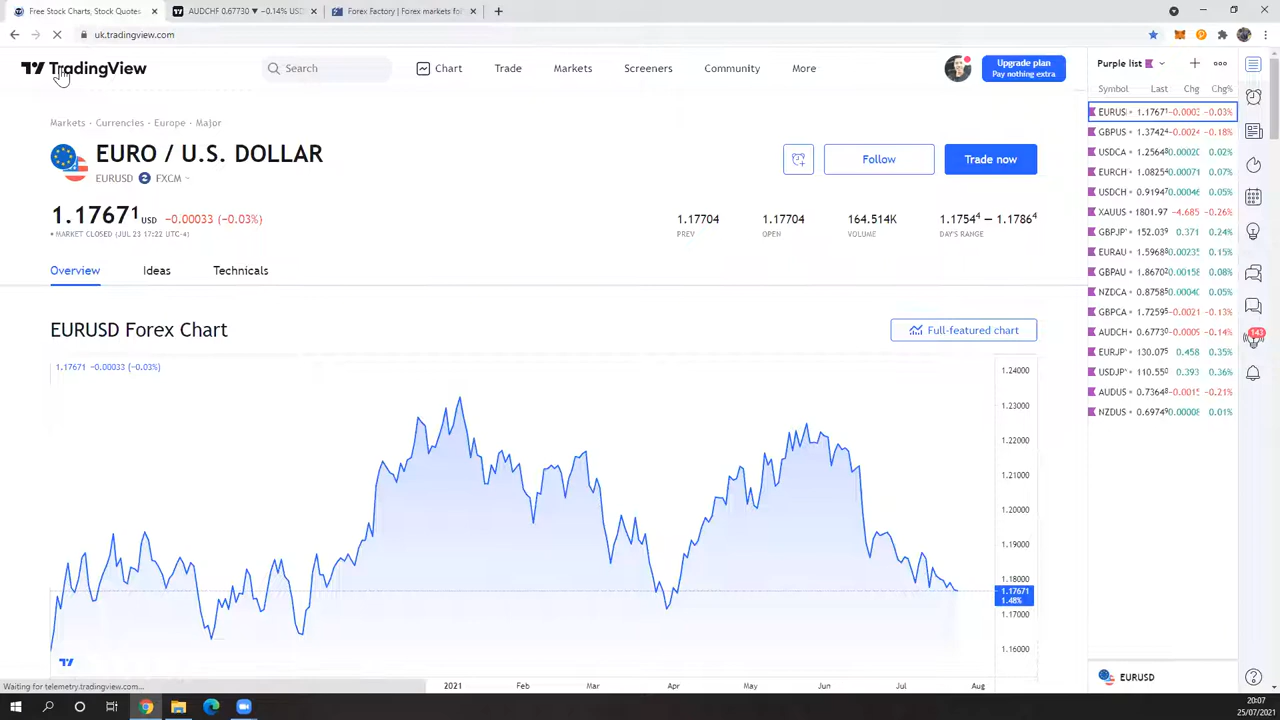 Free Stock Charts, Stock Quotes
AUDCHF 0.67730 ▼ −0.14% USD
Forex Factory | Forex markets fo
uk.tradingview.com
TradingView
Search
Chart
Trade
Markets
Screeners
Community
More
Upgrade plan
Pay nothing extra
Markets · Currencies · Europe · Major
EURO / U.S. DOLLAR
EURUSD FXCM
1.17671 USD −0.00033 (−0.03%)
MARKET CLOSED (JUL 23 17:22 UTC-4)
Follow
Trade now
1.17704
PREV
1.17704
OPEN
164.514K
VOLUME
1.17544 — 1.17864
DAY'S RANGE
Overview
Ideas
Technicals
EURUSD Forex Chart
Full-featured chart
1.17671 −0.00033 (−0.03%)
1.24000
1.23000
1.22000
1.21000
1.20000
1.19000
1.18000
1.17671
1.48%
1.17000
1.16000
2021 Feb Mar Apr May Jun Jul Aug
Waiting for telemetry.tradingview.com...
Purple list
Symbol Last Chg Chg%
EURUS 1.17671 -0.0003 -0.03%
GBPUS 1.37424 -0.0024 -0.18%
USDCA 1.25648 0.00020 0.02%
EURCH 1.08254 0.00071 0.07%
USDCH 0.91947 0.00046 0.05%
XAUUS 1801.97 -4.685 -0.26%
GBPJP 152.039 0.371 0.24%
EURAU 1.59688 0.00235 0.15%
GBPAU 1.86702 0.00158 0.08%
NZDCA 0.87585 0.00040 0.05%
GBPCA 1.72595 -0.0021 -0.13%
AUDCH 0.67730 -0.0009 -0.14%
EURJP 130.075 0.458 0.35%
USDJP 110.550 0.393 0.36%
AUDUS 0.73648 -0.0015 -0.21%
NZDUS 0.69749 0.00008 0.01%
143
EURUSD
20:07
25/07/2021